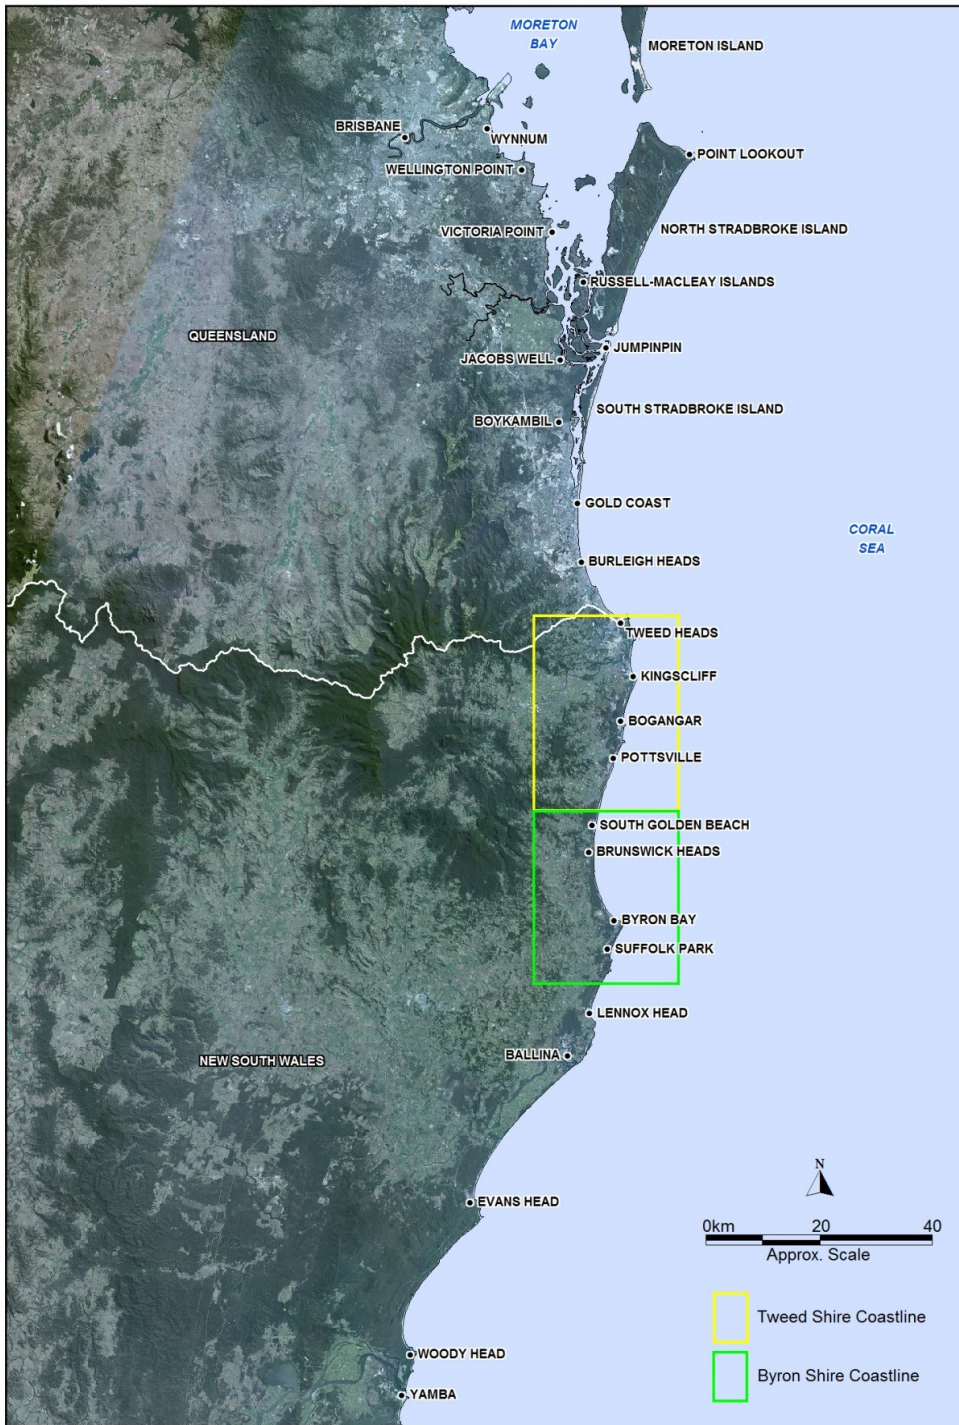 MORETON
BAY
MORETON ISLAND
BRISBANE
WYNNUM
POINT LOOKOUT
WELLINGTON POINT
VICTORIA POINT
NORTH STRADBROKE ISLAND
RUSSELL-MACLEAY ISLANDS
QUEENSLAND
JUMPINPIN
JACOBS WELL
SOUTH STRADBROKE ISLAND
BOYKAMBIL
GOLD COAST
CORAL
SEA
BURLEIGH HEADS
TWEED HEADS
KINGSCLIFF
BOGANGAR
POTTSVILLE
SOUTH GOLDEN BEACH
BRUNSWICK HEADS
BYRON BAY
SUFFOLK PARK
LENNOX HEAD
BALLINA
NEW SOUTH WALES
N
EVANS HEAD
0km 20 40
Approx. Scale
Tweed Shire Coastline
WOODY HEAD
Byron Shire Coastline
YAMBA